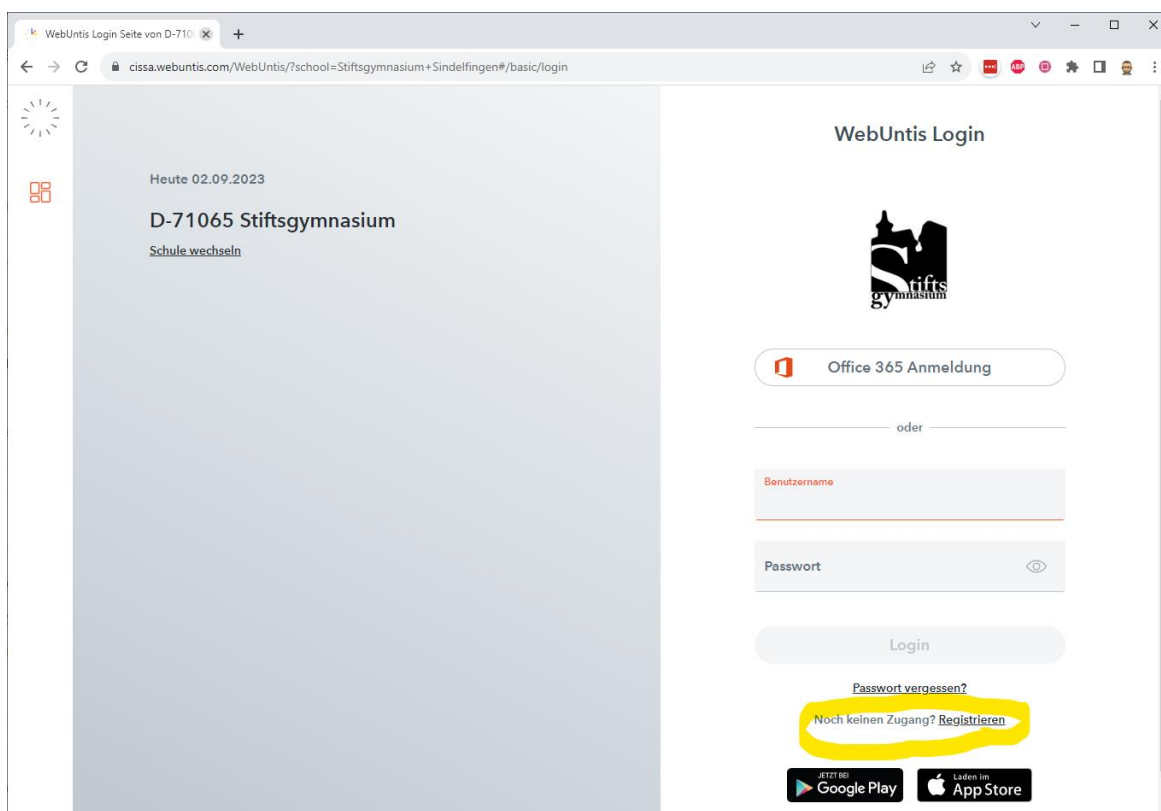 WebUntis Login Seite von D-710
cissa.webuntis.com/WebUntis/?school=Stiftsgymnasium+Sindelfingen#/basic/login
ABP
Heute 02.09.2023
D-71065 Stiftsgymnasium
Schule wechseln
WebUntis Login
Stifts
gymnasium
Office 365 Anmeldung
oder
Benutzername
Passwort
Login
Passwort vergessen?
Noch keinen Zugang? Registrieren
JETZT BEI
Google Play
Laden im
App Store